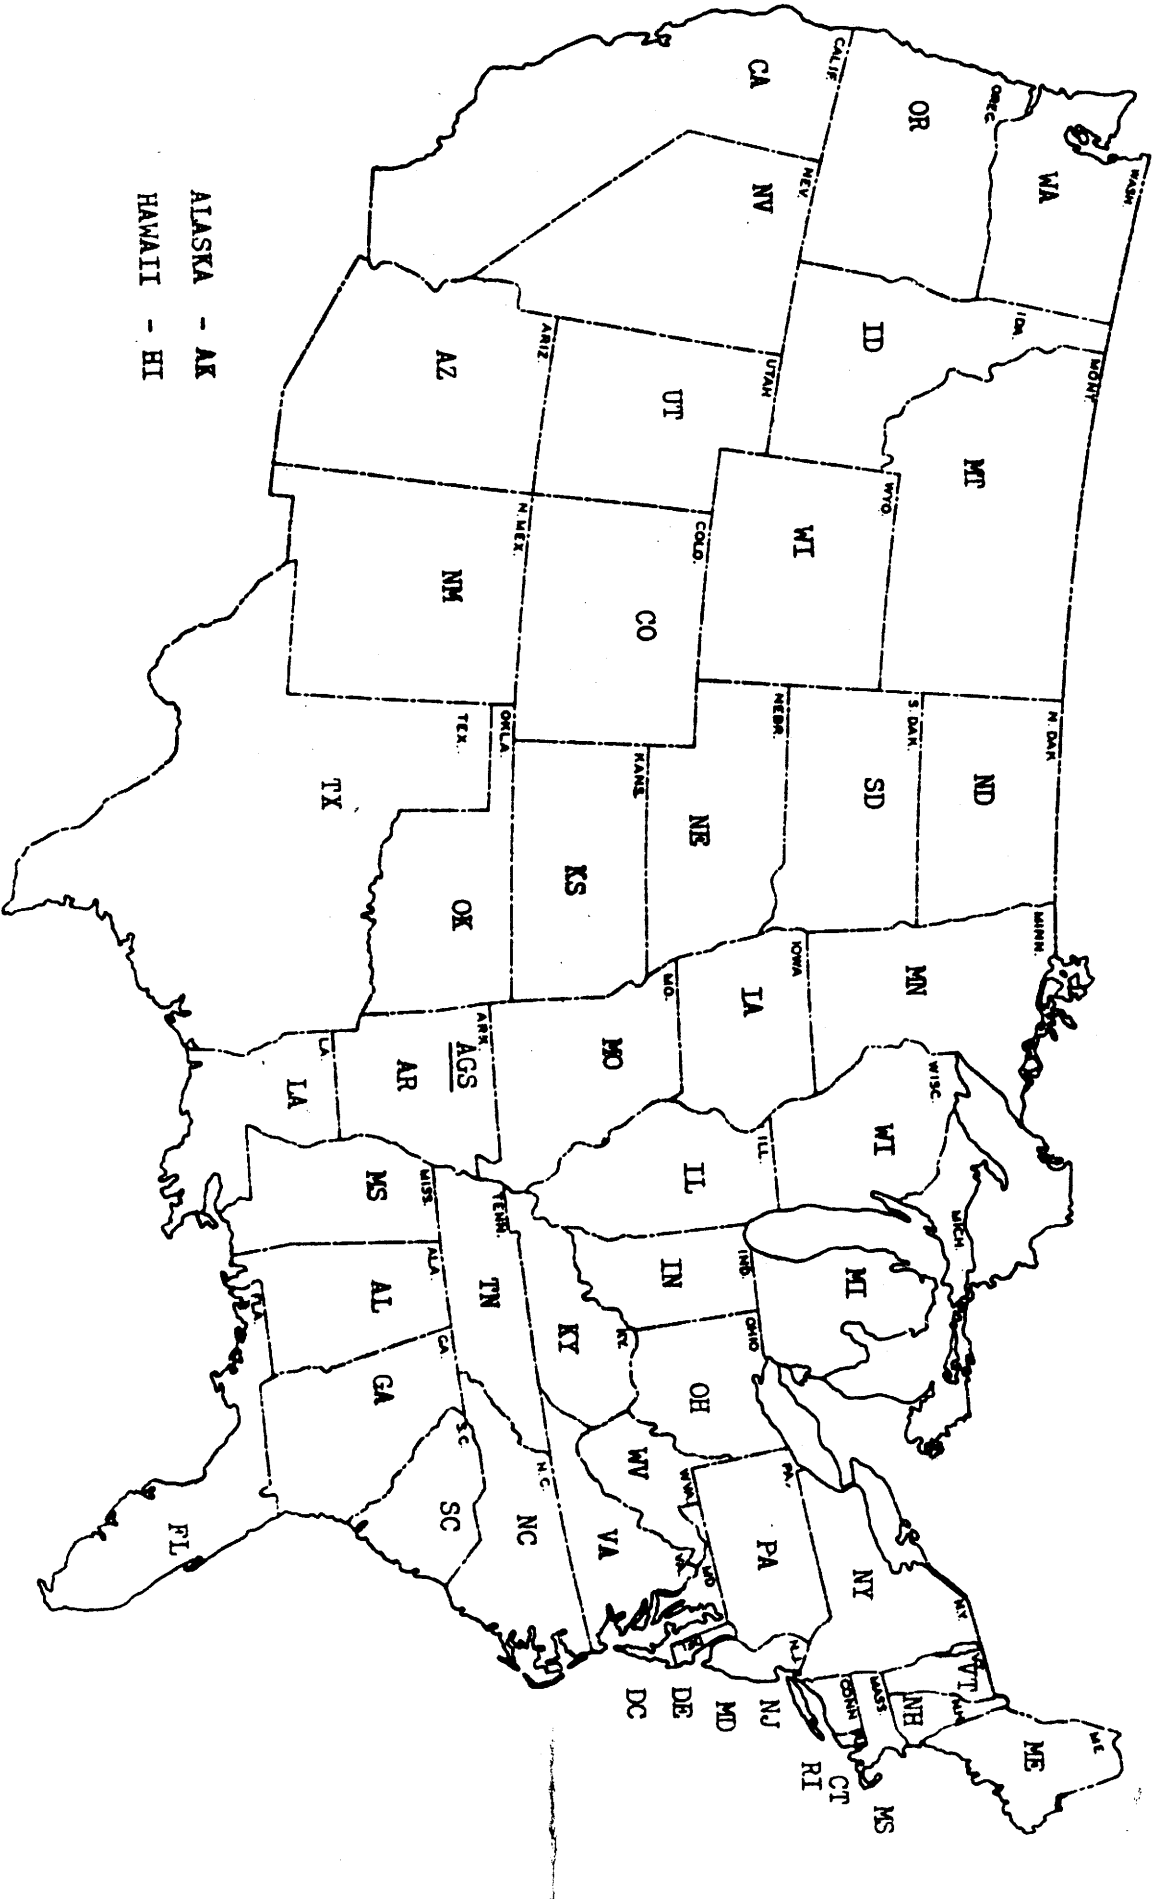 WASH.
WA
OREG.
OR
CALIF.
CA
NEV.
NV
IDA.
ID
MONT.
MT
WYO.
WI
UTAH
UT
COLO.
CO
ARIZ.
AZ
N. MEX.
NM
N. DAK
ND
S. DAK.
SD
NEBR.
NE
KANS.
KS
OKLA.
OK
TEX.
TX
MINN.
MN
IOWA
IA
MO.
MO
ARK.
AGS
AR
LA.
LA
WISC.
WI
ILL.
IL
MICH.
MI
IND.
IN
OHIO
OH
KY.
KY
TENN.
TN
MISS.
MS
ALA.
AL
GA.
GA
FLA.
FL
S.C.
SC
N.C.
NC
VA.
VA
W.VA.
WV
MD
PA.
PA
N.Y.
NY
N.J.
VT
NH
ME.
ME
MASS.
CONN
MS
CT
RI
NJ
MD
DE
DC
ALASKA - AK
HAWAII - HI